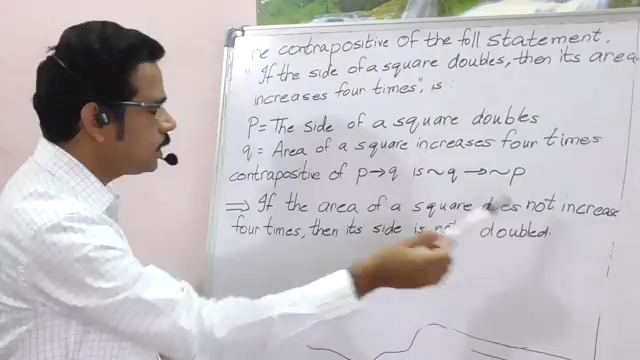 he contrapositive of the foll statement.
"If the side of a square doubles, then its area
increases four times", is :
P = The side of a square doubles
q = Area of a square increases four times
contrapositive of p → q is ~q → ~p
⇒ If the area of a square does not increase
four times, then its side is not doubled.